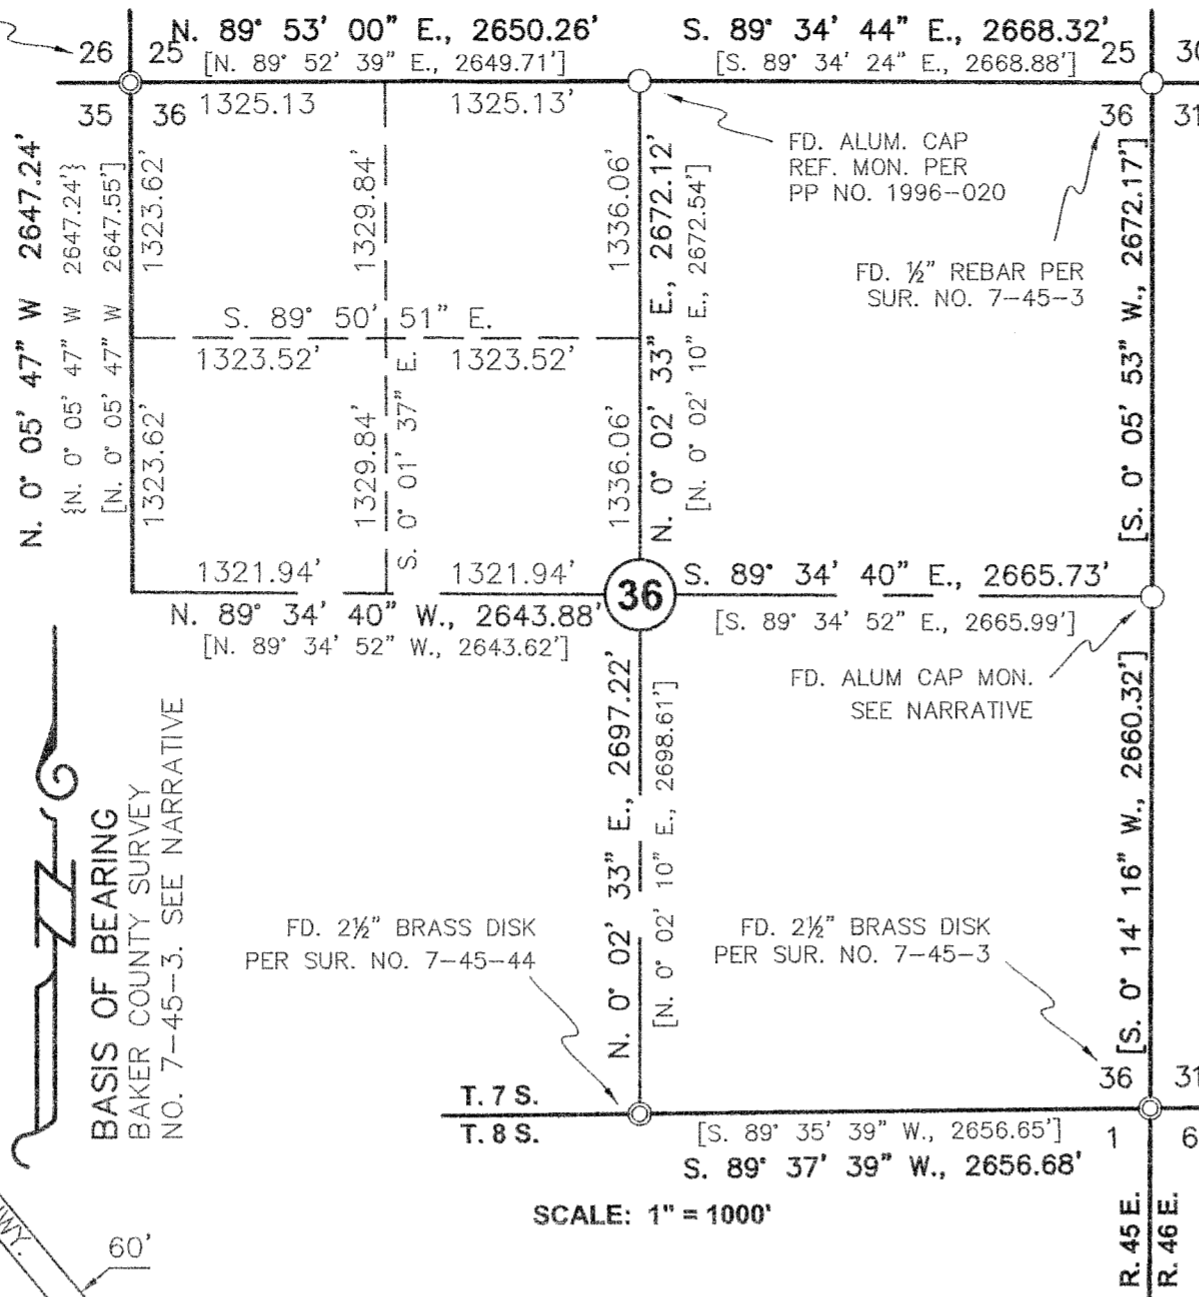 N. 89° 53' 00" E., 2650.26'
S. 89° 34' 44" E., 2668.32'
[N. 89° 52' 39" E., 2649.71']
[S. 89° 34' 24" E., 2668.88']
26
25
25
30
35
36
1325.13
1325.13'
36
31
FD. ALUM. CAP
REF. MON. PER
PP NO. 1996-020
FD. ½" REBAR PER
SUR. NO. 7-45-3
N. 0° 05' 47" W 2647.24'
{N. 0° 05' 47" W 2647.24'}
[N. 0° 05' 47" W 2647.55']
1323.62'
1323.62'
1329.84'
1329.84'
S. 0° 01' 37" E.
1336.06'
1336.06'
N. 0° 02' 33" E., 2672.12'
[N. 0° 02' 10" E., 2672.54']
[S. 0° 05' 53" W., 2672.17']
S. 89° 50' 51" E.
1323.52'
1323.52'
1321.94'
1321.94'
N. 89° 34' 40" W., 2643.88'
[N. 89° 34' 52" W., 2643.62']
36
S. 89° 34' 40" E., 2665.73'
[S. 89° 34' 52" E., 2665.99']
FD. ALUM CAP MON.
SEE NARRATIVE
N. 0° 02' 33" E., 2697.22'
[N. 0° 02' 10" E., 2698.61']
[S. 0° 14' 16" W., 2660.32']
BASIS OF BEARING
BAKER COUNTY SURVEY
NO. 7-45-3. SEE NARRATIVE
N
FD. 2½" BRASS DISK
PER SUR. NO. 7-45-44
FD. 2½" BRASS DISK
PER SUR. NO. 7-45-3
36
31
T. 7 S.
T. 8 S.
[S. 89° 35' 39" W., 2656.65']
S. 89° 37' 39" W., 2656.68'
1
6
SCALE: 1" = 1000'
R. 45 E.
R. 46 E.
HWY.
60'